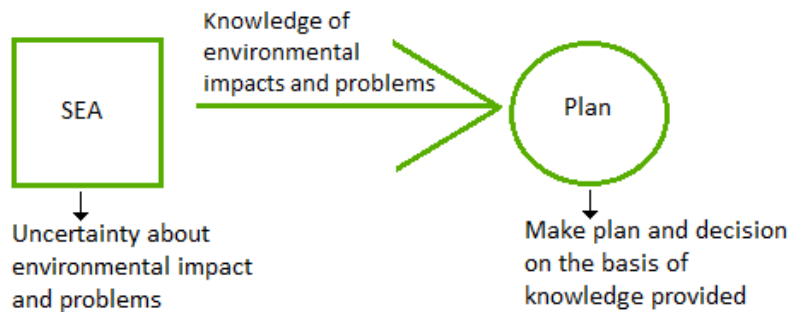 Knowledge of
environmental
impacts and problems
SEA
Plan
Uncertainty about
environmental impact
and problems
Make plan and decision
on the basis of
knowledge provided